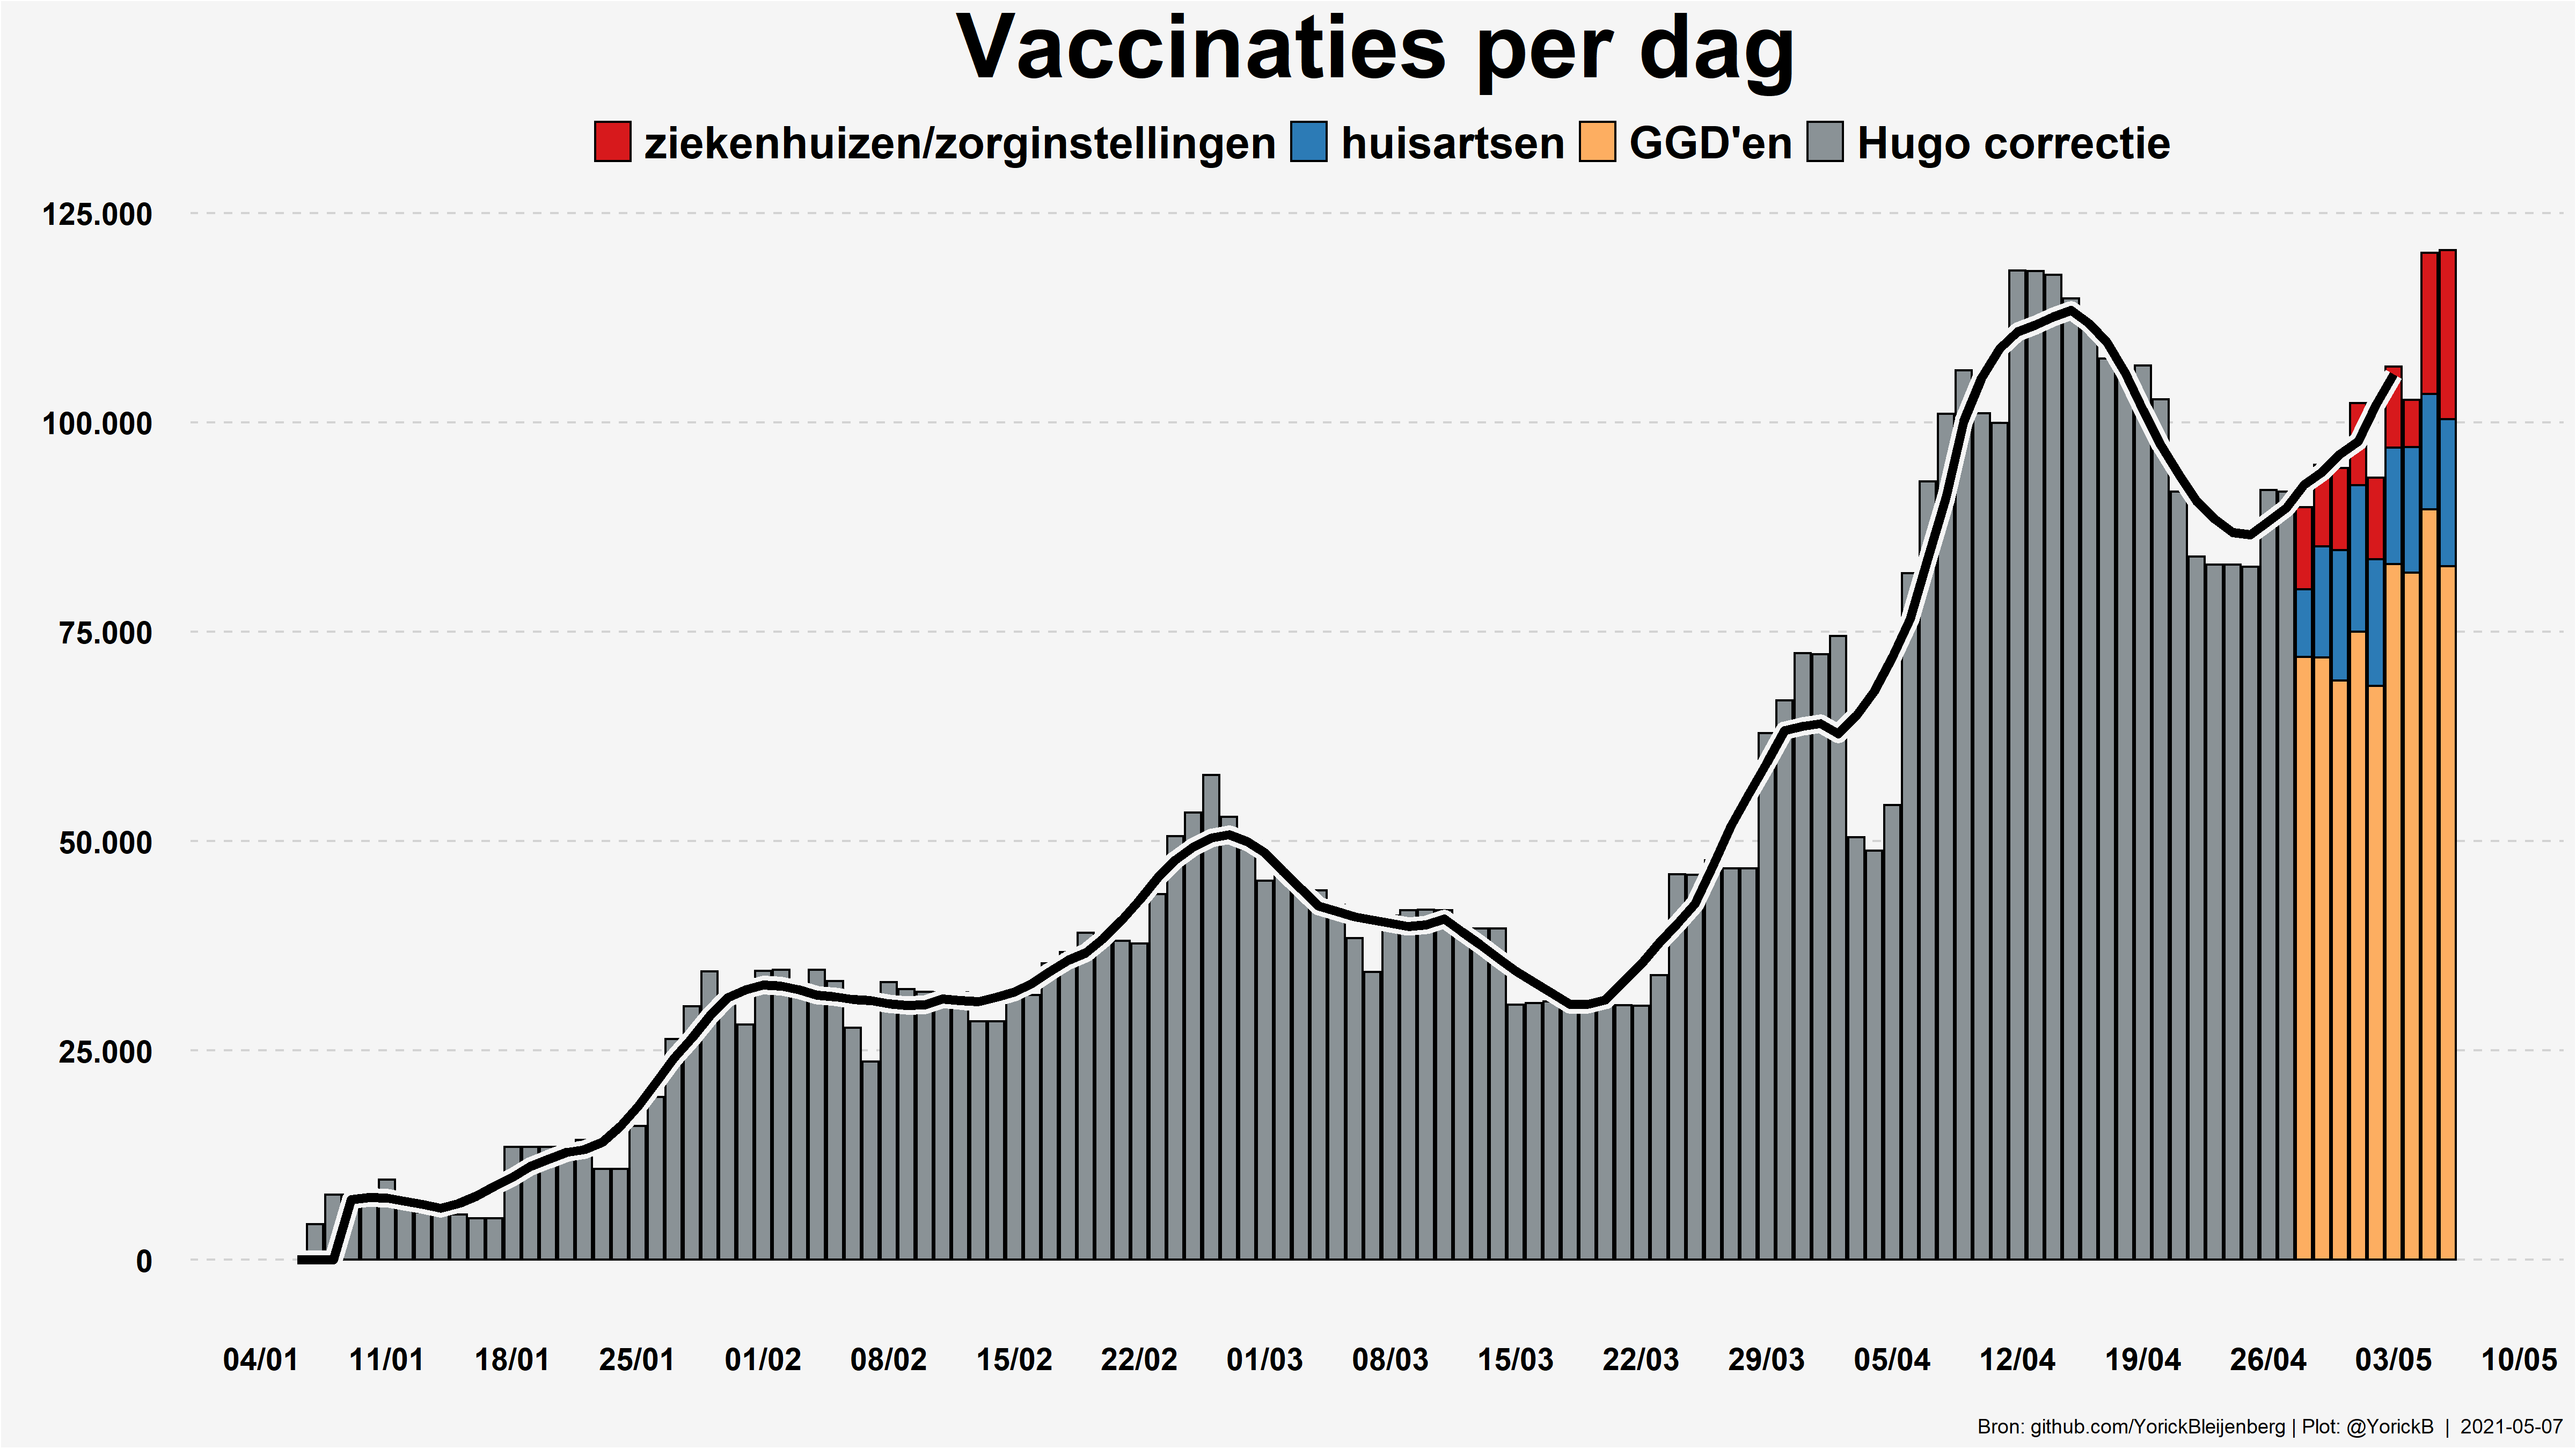 Vaccinaties per dag
ziekenhuizen/zorginstellingen huisartsen GGD'en Hugo correctie
125.000
100.000
75.000
50.000
25.000
0
04/01 11/01 18/01 25/01 01/02 08/02 15/02 22/02 01/03 08/03 15/03 22/03 29/03 05/04 12/04 19/04 26/04 03/05 10/05
Bron: github.com/YorickBleijenberg | Plot: @YorickB | 2021-05-07